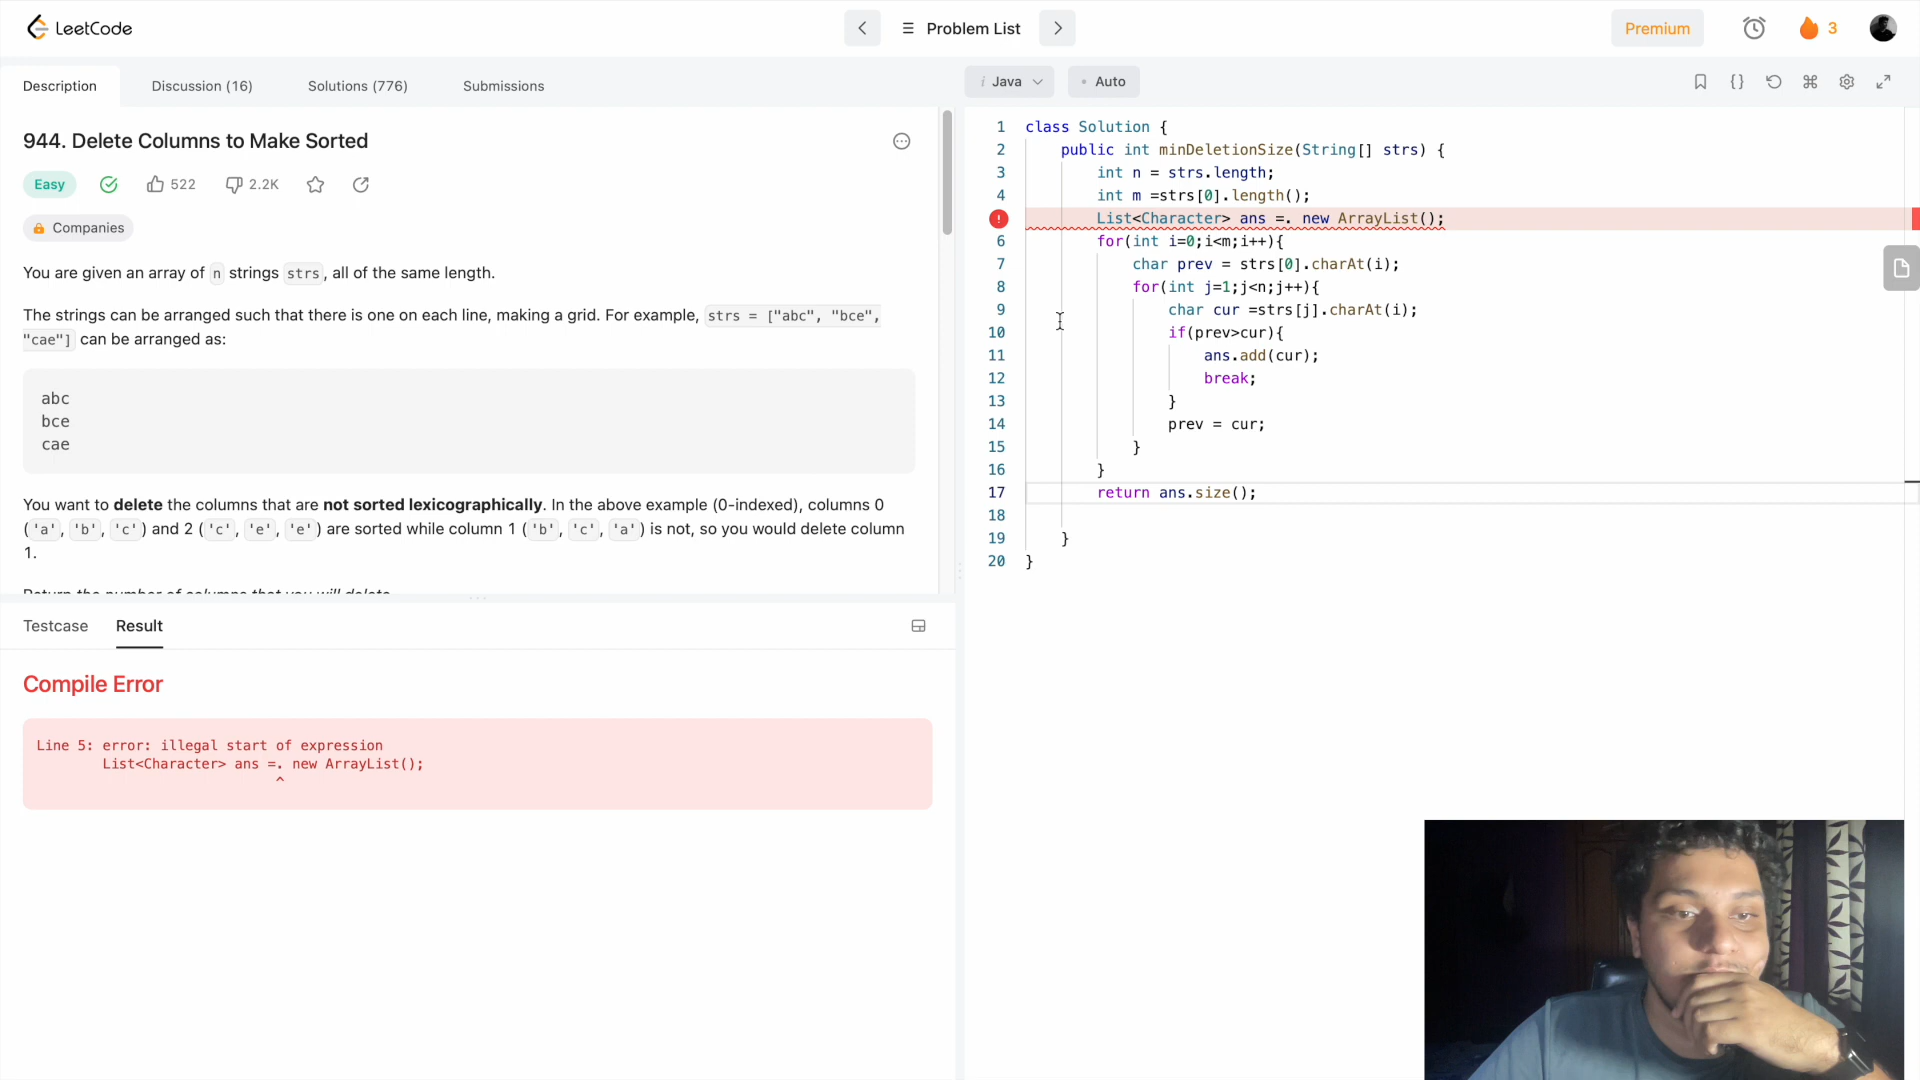 LeetCode
Problem List
Premium
3
Description
Discussion (16)
Solutions (776)
Submissions
944. Delete Columns to Make Sorted
Easy
522
2.2K
Companies
You are given an array of n strings strs, all of the same length.
The strings can be arranged such that there is one on each line, making a grid. For example, strs = ["abc", "bce",
"cae"] can be arranged as:
abc
bce
cae
You want to delete the columns that are not sorted lexicographically. In the above example (0-indexed), columns 0
('a', 'b', 'c') and 2 ('c', 'e', 'e') are sorted while column 1 ('b', 'c', 'a') is not, so you would delete column
1.
Return the number of columns that you will delete.
Testcase
Result
Compile Error
Line 5: error: illegal start of expression
List<Character> ans =. new ArrayList();
^
i Java
Auto
1 class Solution {
2 public int minDeletionSize(String[] strs) {
3 int n = strs.length;
4 int m =strs[0].length();
! List<Character> ans =. new ArrayList();
6 for(int i=0;i<m;i++){
7 char prev = strs[0].charAt(i);
8 for(int j=1;j<n;j++){
9 char cur =strs[j].charAt(i);
10 if(prev>cur){
11 ans.add(cur);
12 break;
13 }
14 prev = cur;
15 }
16 }
17 return ans.size();
18
19 }
20 }